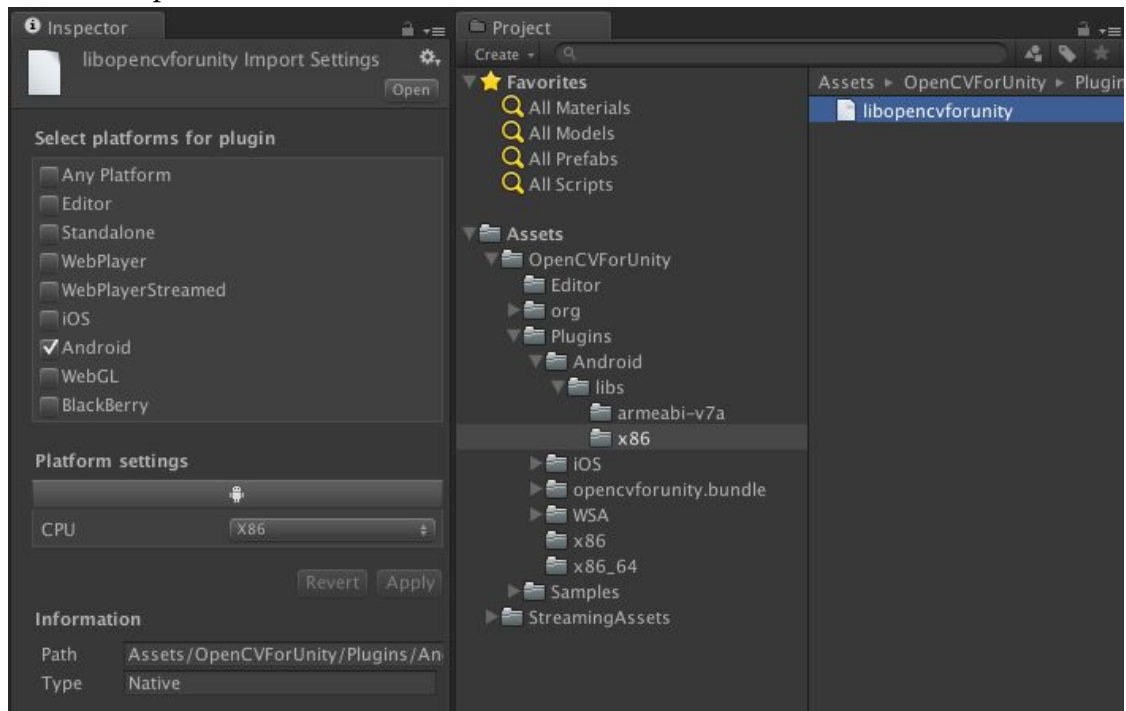 Inspector
libopencvforunity Import Settings
Open
Select platforms for plugin
Any Platform
Editor
Standalone
WebPlayer
WebPlayerStreamed
iOS
Android
WebGL
BlackBerry
Platform settings
CPU X86
Revert Apply
Information
Path Assets/OpenCVForUnity/Plugins/An
Type Native
Project
Create
Favorites
All Materials
All Models
All Prefabs
All Scripts
Assets
OpenCVForUnity
Editor
org
Plugins
Android
libs
armeabi-v7a
x86
iOS
opencvforunity.bundle
WSA
x86
x86_64
Samples
StreamingAssets
Assets OpenCVForUnity Plugin
libopencvforunity